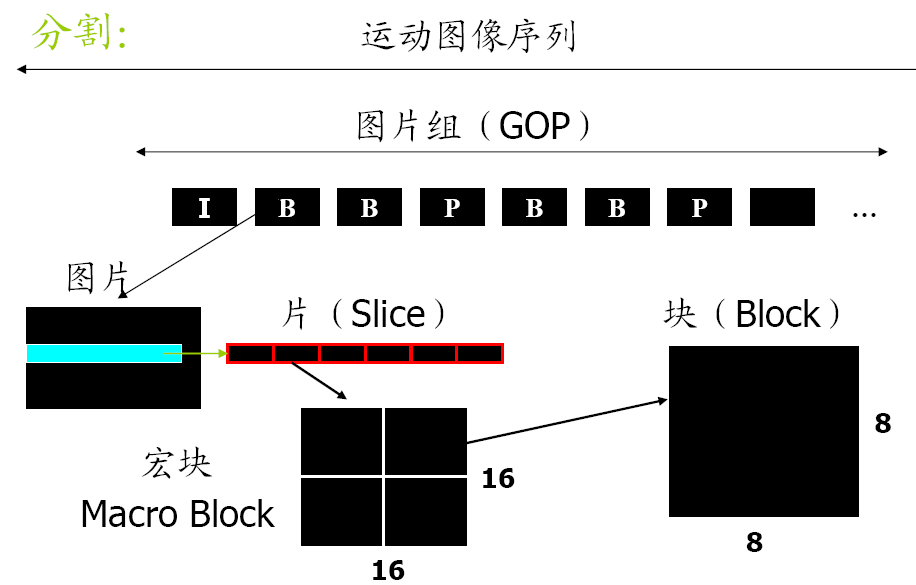 分割:
运动图像序列
图片组（GOP）
I B B P B B P ...
图片
片（Slice）
块（Block）
8
宏块
16
Macro Block
8
16